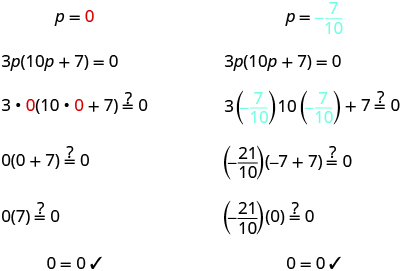 p = 0
3p(10p + 7) = 0
3 • 0(10 • 0 + 7) ≟ 0
0(0 + 7) ≟ 0
0(7) ≟ 0
0 = 0 ✓
p = −7/10
3p(10p + 7) = 0
3(−7/10)10(−7/10) + 7 ≟ 0
(−21/10)(−7 + 7) ≟ 0
(−21/10)(0) ≟ 0
0 = 0 ✓